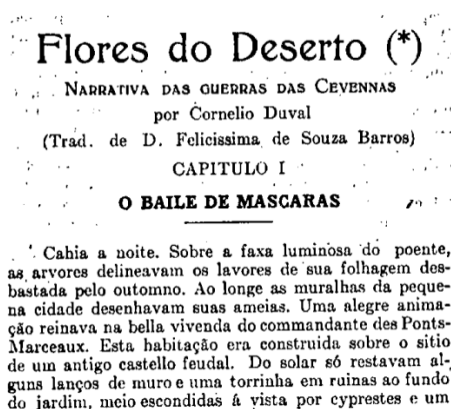 Flores do Deserto (*)
NARRATIVA DAS GUERRAS DAS CEVENNAS
por Cornelio Duval
(Trad. de D. Felicissima de Souza Barros)
CAPITULO I
O BAILE DE MASCARAS
Cahia a noite. Sobre a faxa luminosa do poente,
as arvores delineavam os lavores de sua folhagem des-
bastada pelo outomno. Ao longe as muralhas da peque-
na cidade desenhavam suas ameias. Uma alegre anima-
ção reinava na bella vivenda do commandante des Ponts-
Marceaux. Esta habitação era construida sobre o sitio
de um antigo castello feudal. Do solar só restavam al-
guns lanços de muro e uma torrinha em ruinas ao fundo
do jardim, meio escondidas á vista por cyprestes e um